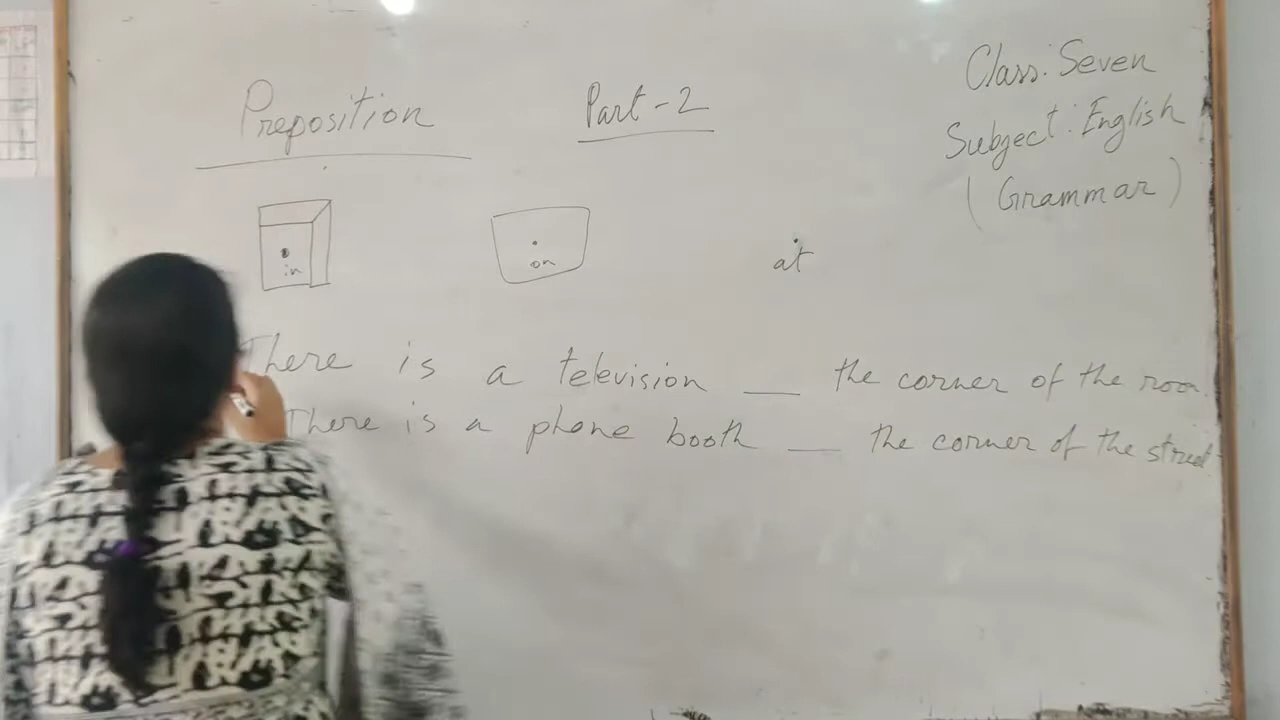 Preposition Part-2
Class: Seven
Subject: English
(Grammar)
in on at
There is a television __ the corner of the room
There is a phone booth __ the corner of the street